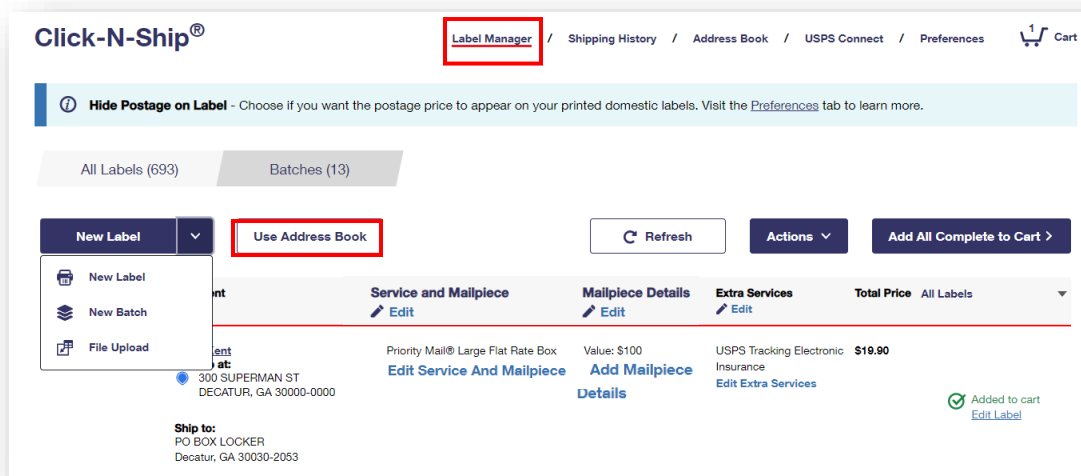 Click-N-Ship®
Label Manager / Shipping History / Address Book / USPS Connect / Preferences 1 Cart
Hide Postage on Label - Choose if you want the postage price to appear on your printed domestic labels. Visit the Preferences tab to learn more.
All Labels (693) Batches (13)
New Label Use Address Book Refresh Actions Add All Complete to Cart >
New Label
New Batch
File Upload
Service and Mailpiece Mailpiece Details Extra Services Total Price All Labels
Edit Edit Edit
Priority Mail® Large Flat Rate Box Value: $100 USPS Tracking Electronic $19.90
at: Edit Service And Mailpiece Add Mailpiece Insurance
300 SUPERMAN ST Details Edit Extra Services
DECATUR, GA 30000-0000
Added to cart
Edit Label
Ship to:
PO BOX LOCKER
Decatur, GA 30030-2053